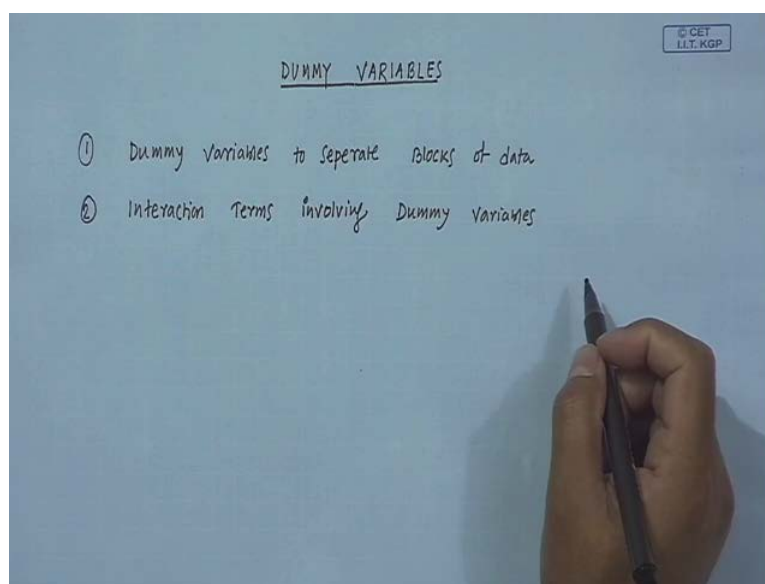 © CET
I.I.T. KGP
DUMMY VARIABLES
① Dummy variables to seperate Blocks of data
② Interaction Terms involving Dummy variables